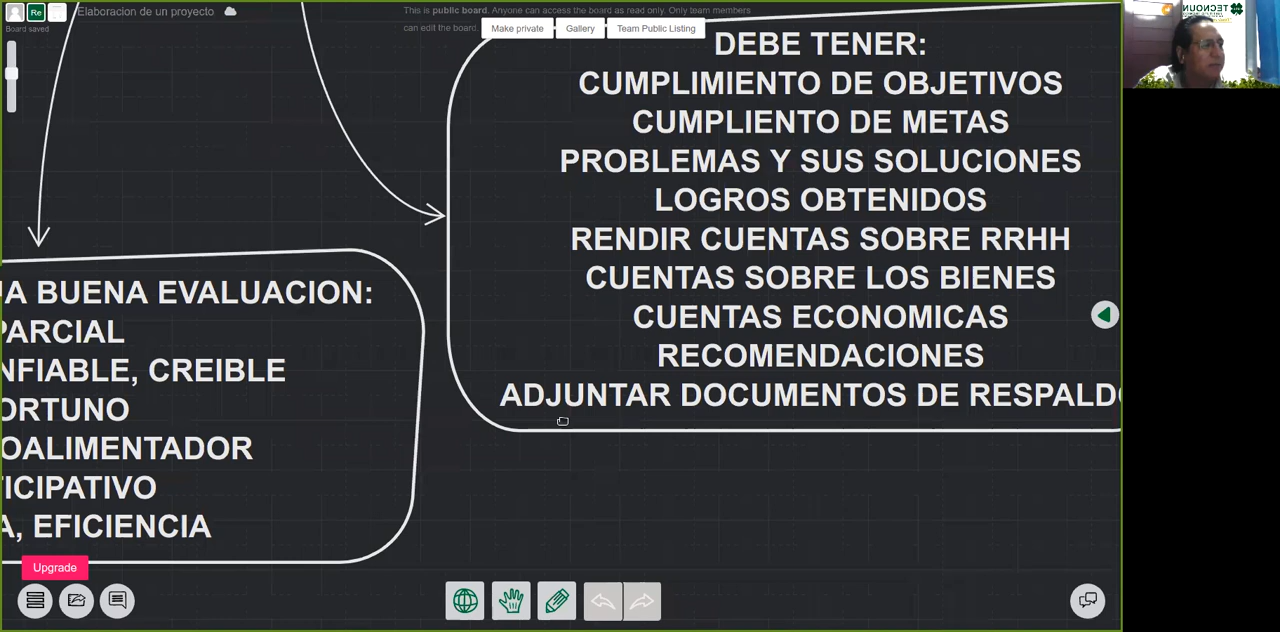 Re
Elaboracion de un proyecto
Board saved
This is public board. Anyone can access the board as read only. Only team members
can edit the board
Make private
Gallery
Team Public Listing
TECNOUN
DEBE TENER:
CUMPLIMIENTO DE OBJETIVOS
CUMPLIENTO DE METAS
PROBLEMAS Y SUS SOLUCIONES
LOGROS OBTENIDOS
RENDIR CUENTAS SOBRE RRHH
CUENTAS SOBRE LOS BIENES
CUENTAS ECONOMICAS
RECOMENDACIONES
ADJUNTAR DOCUMENTOS DE RESPALDO
A BUENA EVALUACION:
PARCIAL
NFIABLE, CREIBLE
ORTUNO
OALIMENTADOR
ICIPATIVO
A, EFICIENCIA
Upgrade